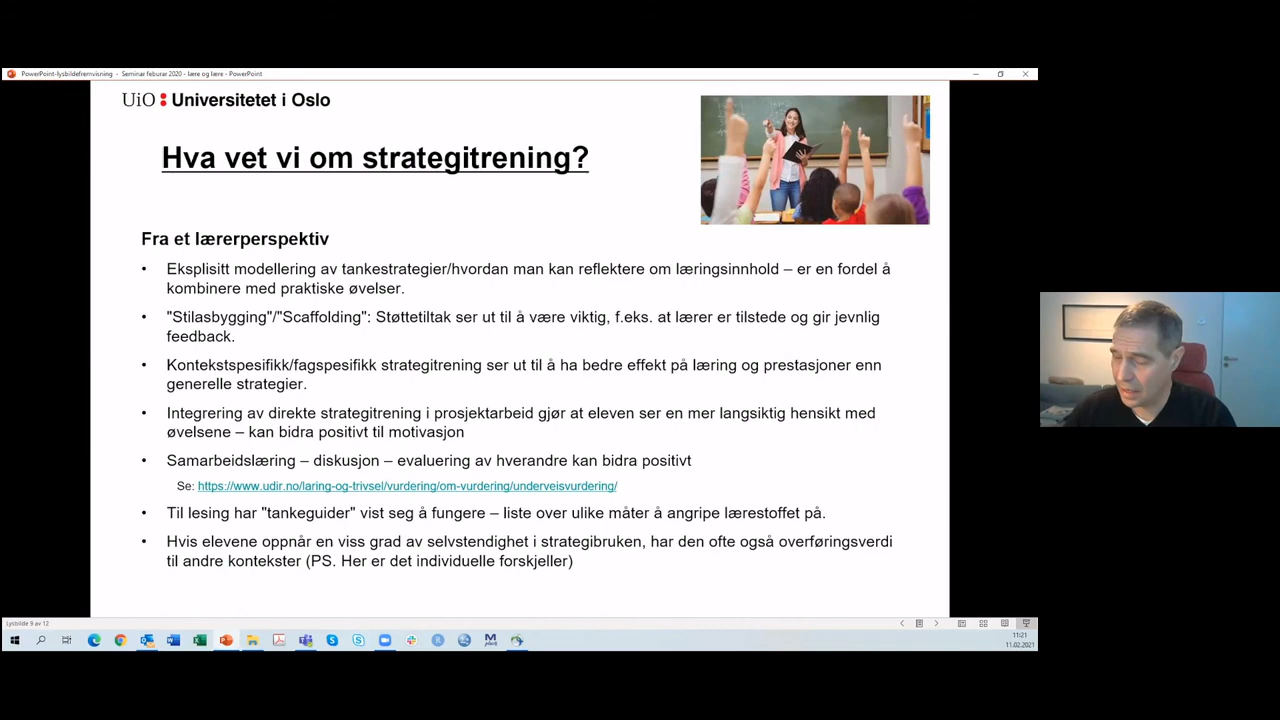 PowerPoint-lysbildefremvisning - Seminar feburar 2020 - lære og lære - PowerPoint
UiO : Universitetet i Oslo
Hva vet vi om strategitrening?
Fra et lærerperspektiv
• Eksplisitt modellering av tankestrategier/hvordan man kan reflektere om læringsinnhold – er en fordel å
kombinere med praktiske øvelser.
• "Stilasbygging"/"Scaffolding": Støttetiltak ser ut til å være viktig, f.eks. at lærer er tilstede og gir jevnlig
feedback.
• Kontekstspesifikk/fagspesifikk strategitrening ser ut til å ha bedre effekt på læring og prestasjoner enn
generelle strategier.
• Integrering av direkte strategitrening i prosjektarbeid gjør at eleven ser en mer langsiktig hensikt med
øvelsene – kan bidra positivt til motivasjon
• Samarbeidslæring – diskusjon – evaluering av hverandre kan bidra positivt
Se: https://www.udir.no/laring-og-trivsel/vurdering/om-vurdering/underveisvurdering/
• Til lesing har "tankeguider" vist seg å fungere – liste over ulike måter å angripe lærestoffet på.
• Hvis elevene oppnår en viss grad av selvstendighet i strategibruken, har den ofte også overføringsverdi
til andre kontekster (PS. Her er det individuelle forskjeller)
Lysbilde 9 av 12
11:21
11.02.2021